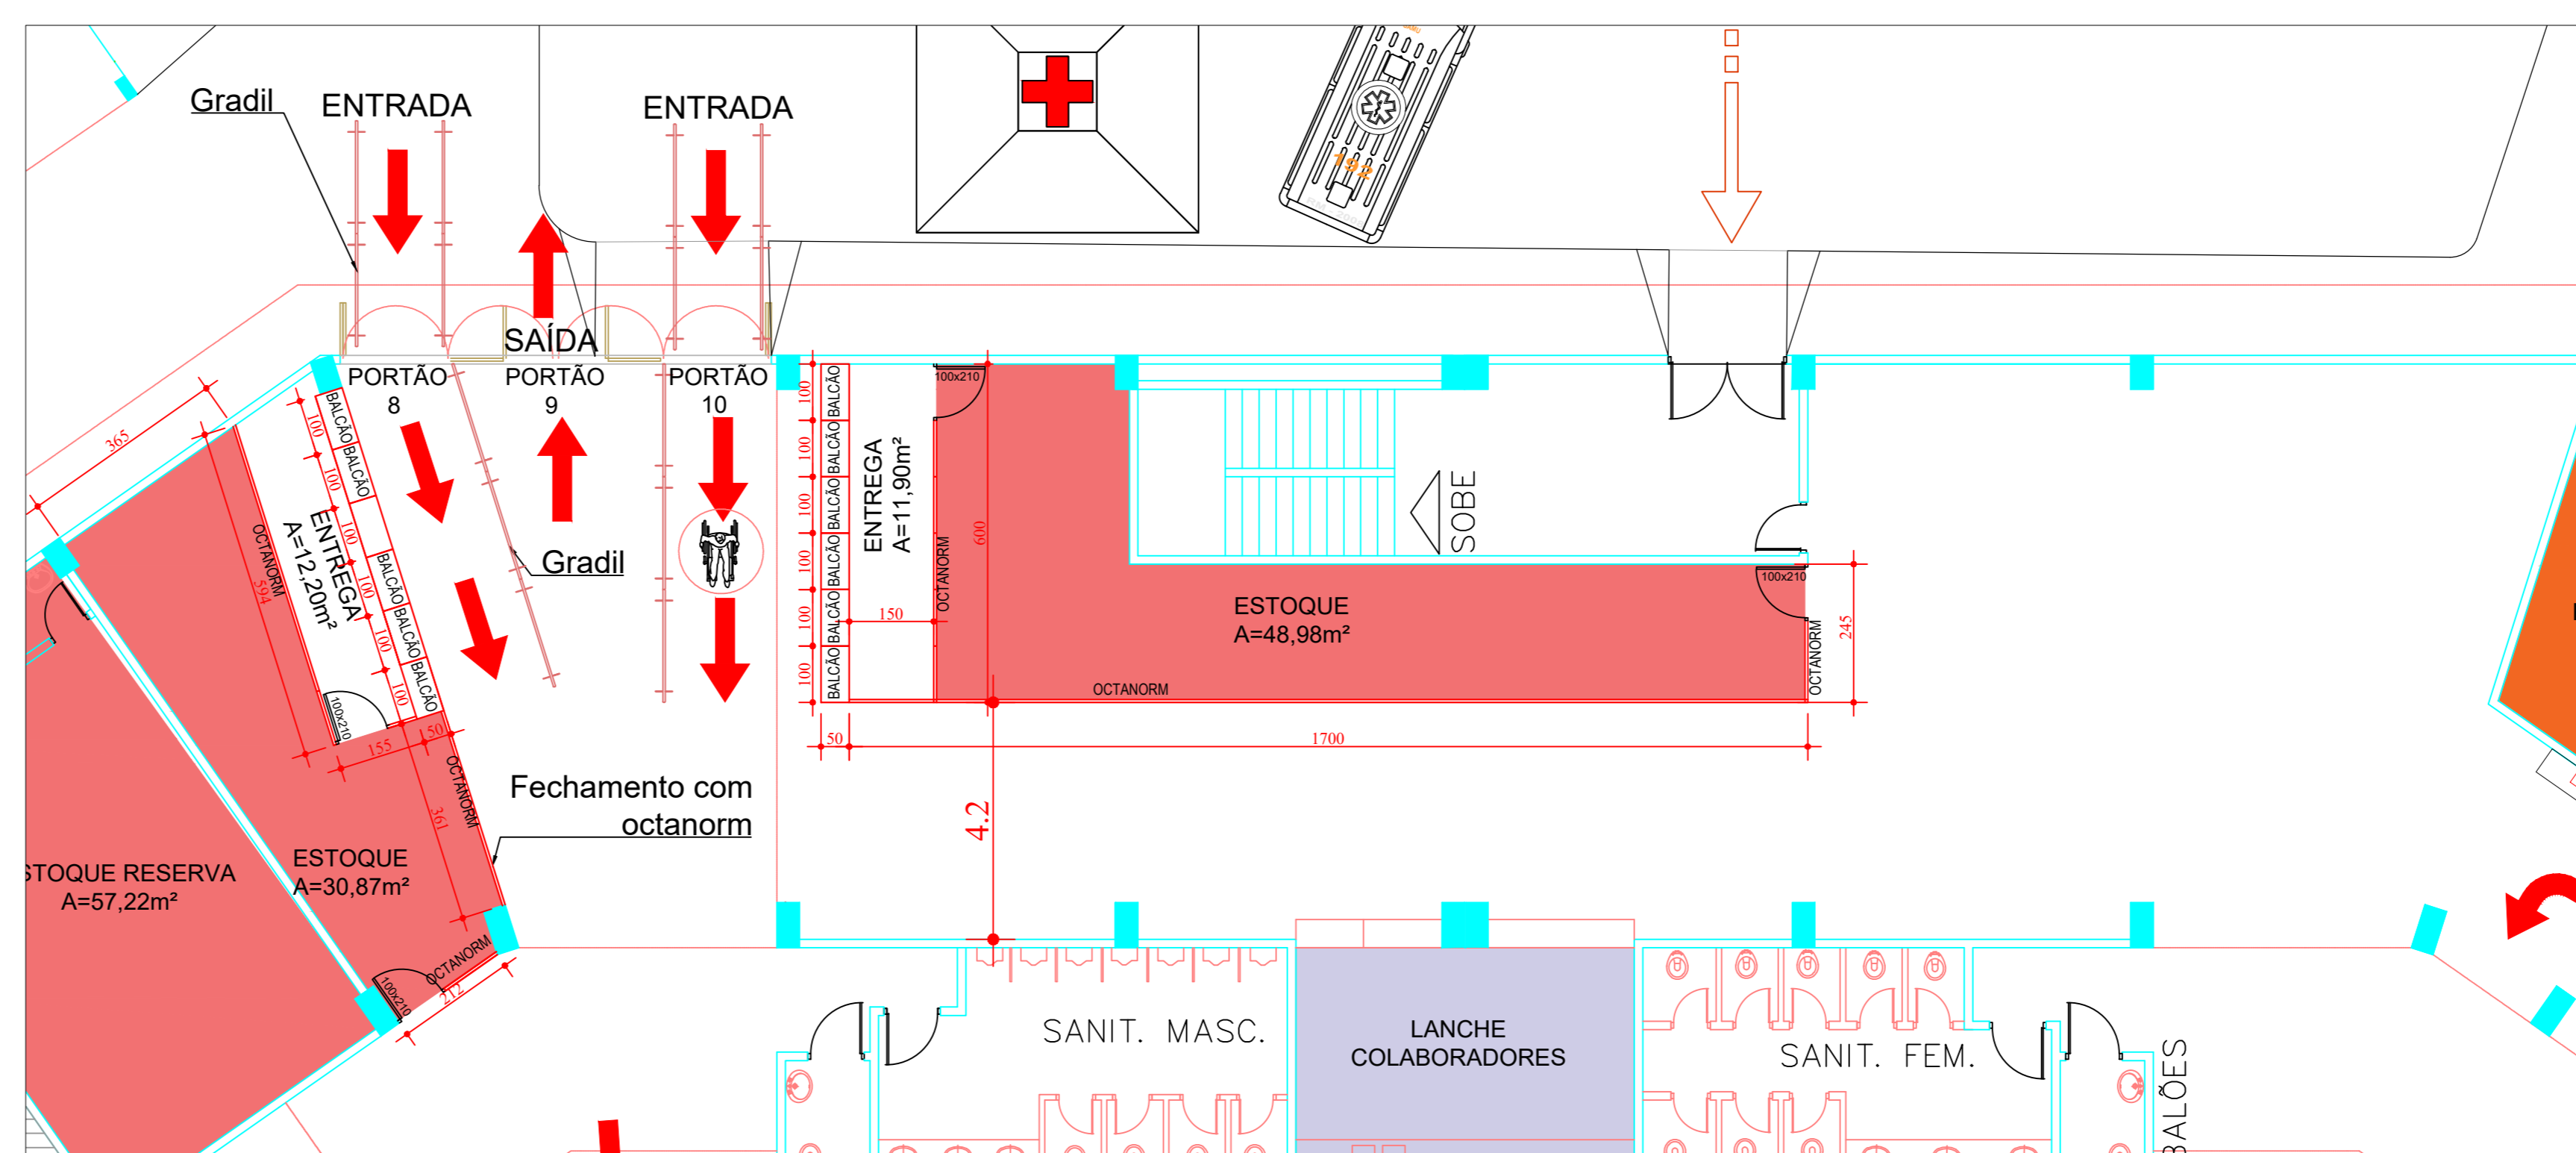 Gradil
ENTRADA
ENTRADA
192
SAÍDA
PORTÃO
8
PORTÃO
9
PORTÃO
10
365
BALCÃO
BALCÃO
BALCÃO
BALCÃO
BALCÃO
100
100
100
100
100
100
ENTREGA
A=12,20m²
OCTANORM
594
100x210
155
50
OCTANORM
361
Gradil
BALCÃO
BALCÃO
BALCÃO
BALCÃO
BALCÃO
BALCÃO
100
100
100
100
100
100
ENTREGA
A=11,90m²
100x210
OCTANORM
600
150
SOBE
100x210
ESTOQUE
A=48,98m²
OCTANORM
OCTANORM
245
50
1700
4.2
Fechamento com
octanorm
STOQUE RESERVA
A=57,22m²
ESTOQUE
A=30,87m²
OCTANORM
100x210
212
SANIT. MASC.
LANCHE
COLABORADORES
SANIT. FEM.
BALÕES